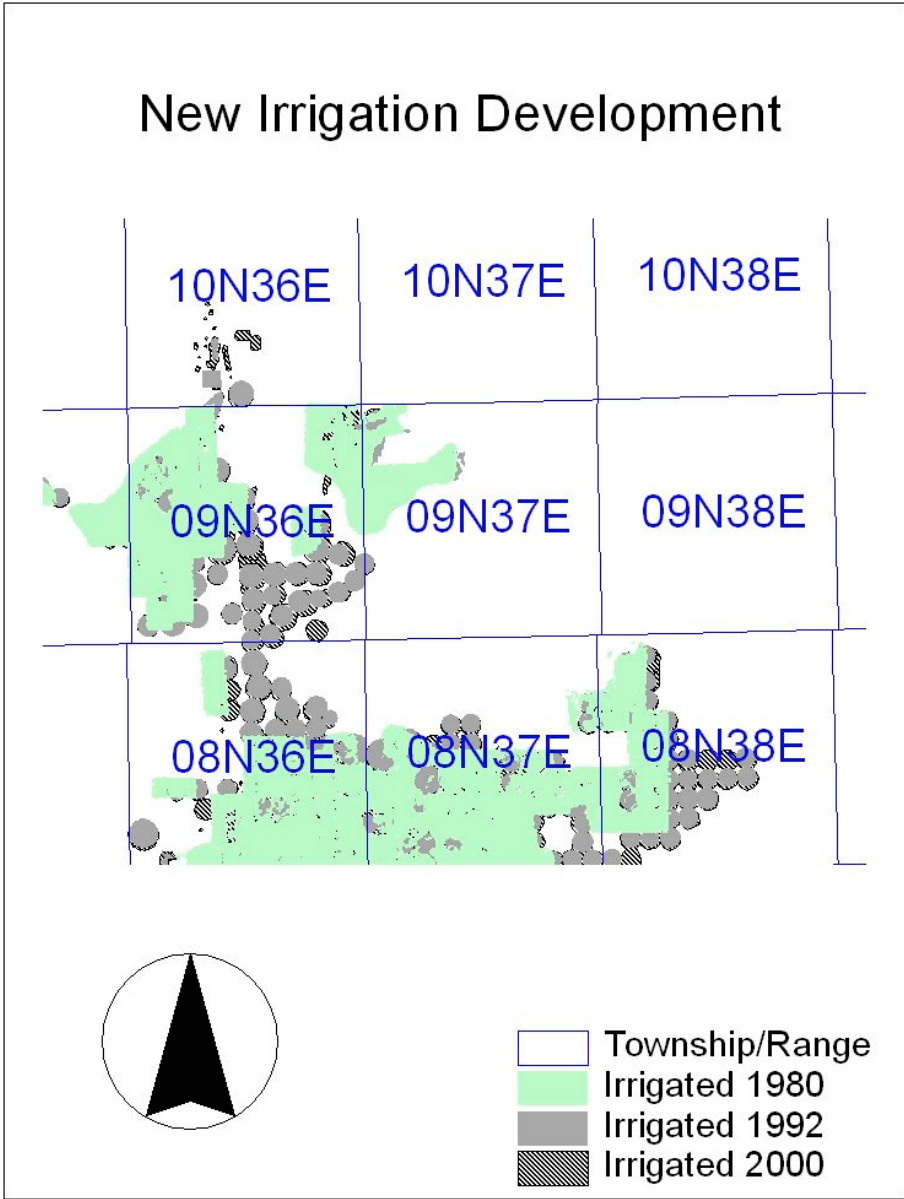 New Irrigation Development
10N36E 10N37E 10N38E
09N36E 09N37E 09N38E
08N36E 08N37E 08N38E
Township/Range
Irrigated 1980
Irrigated 1992
Irrigated 2000